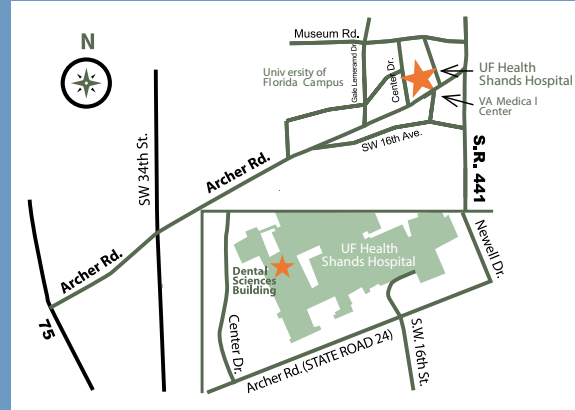 N
Museum Rd.
University of
Florida Campus
Gale Lemerand Dr.
Center Dr.
UF Health
Shands Hospital
VA Medical
Center
SW 16th Ave.
S.R. 441
SW 34th St.
Archer Rd.
Archer Rd.
75
UF Health
Shands Hospital
Dental
Sciences
Building
Newell Dr.
Center Dr.
Archer Rd. (STATE ROAD 24)
S.W. 16th St.